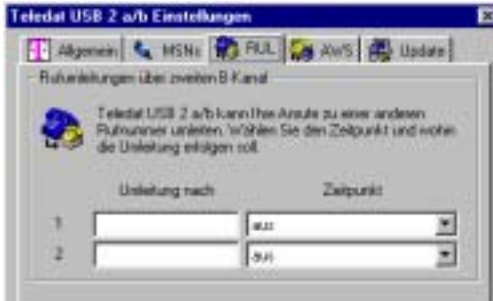 Teledat USB 2 a/b Einstellungen
Allgemein MSNs RUL AWS Update
Rufumleitungen über zweiten B-Kanal
Teledat USB 2 a/b kann Ihre Anrufe zu einer anderen
Rufnummer umleiten. Wählen Sie den Zeitpunkt und wohin
die Umleitung erfolgen soll.
Umleitung nach Zeitpunkt
1 aus
2 aus